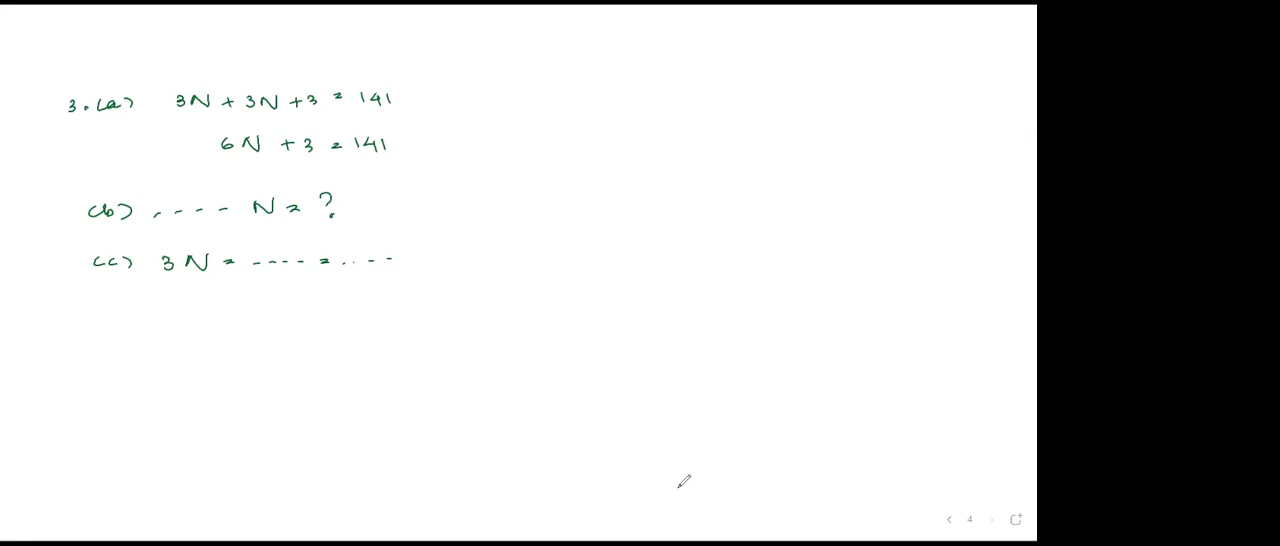 3. (a) 3N + 3N + 3 = 141
6N + 3 = 141
(b) .---- N = ?
(c) 3N = ---- = ..--
4